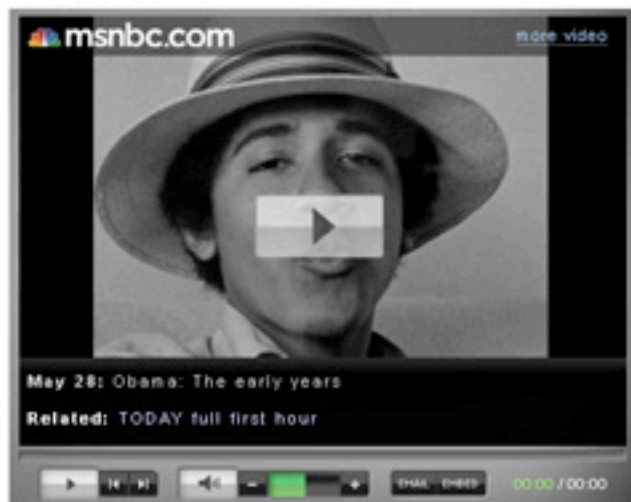 msnbc.com
more video
May 28: Obama: The early years
Related: TODAY full first hour
EMAIL EMBED 00:00 / 00:00